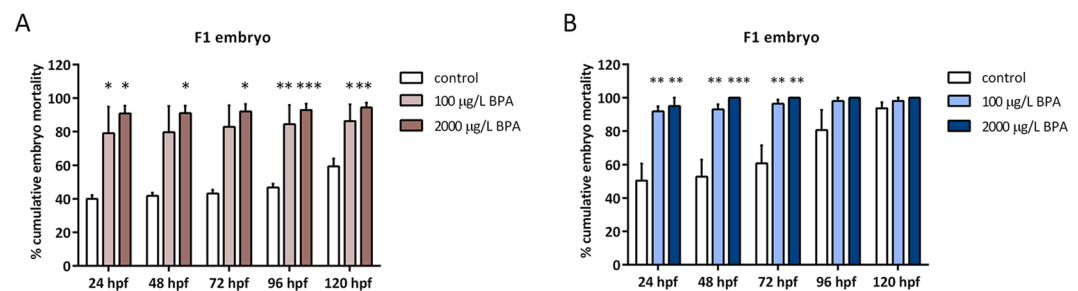 A
F1 embryo
% cumulative embryo mortality
120
100
80
60
40
20
0
* *
*
*
** ***
* **
24 hpf 48 hpf 72 hpf 96 hpf 120 hpf
control
100 µg/L BPA
2000 µg/L BPA
B
F1 embryo
% cumulative embryo mortality
120
100
80
60
40
20
0
** **
** ***
** **
24 hpf 48 hpf 72 hpf 96 hpf 120 hpf
control
100 µg/L BPA
2000 µg/L BPA